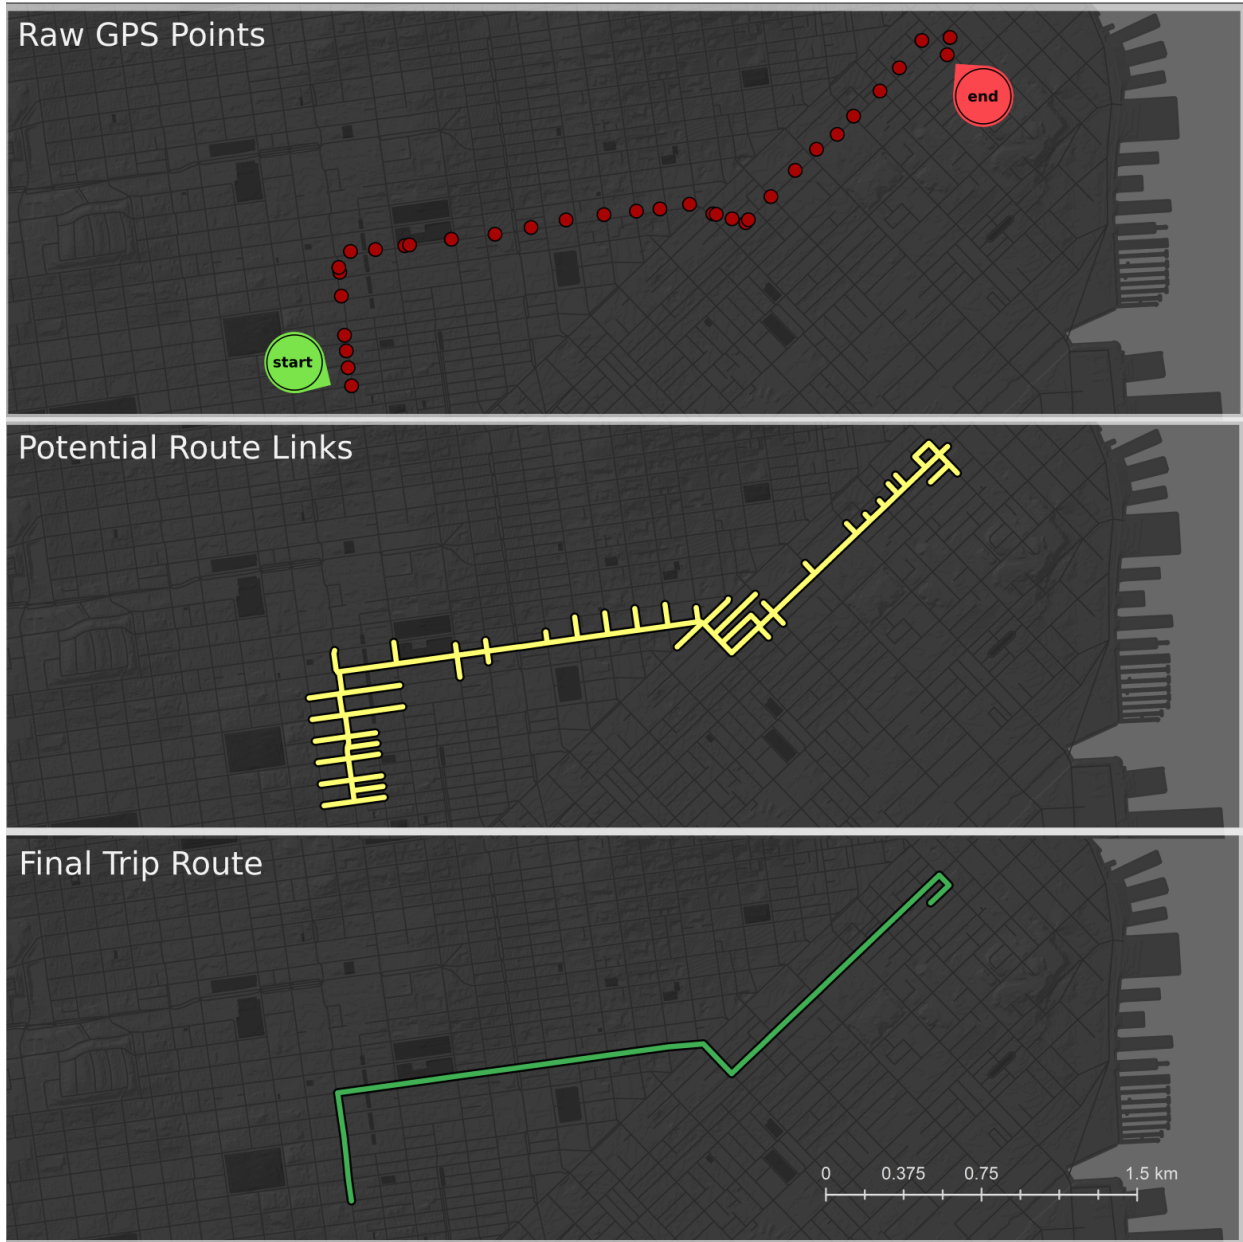 Raw GPS Points
end
start
Potential Route Links
Final Trip Route
0 0.375 0.75 1.5 km